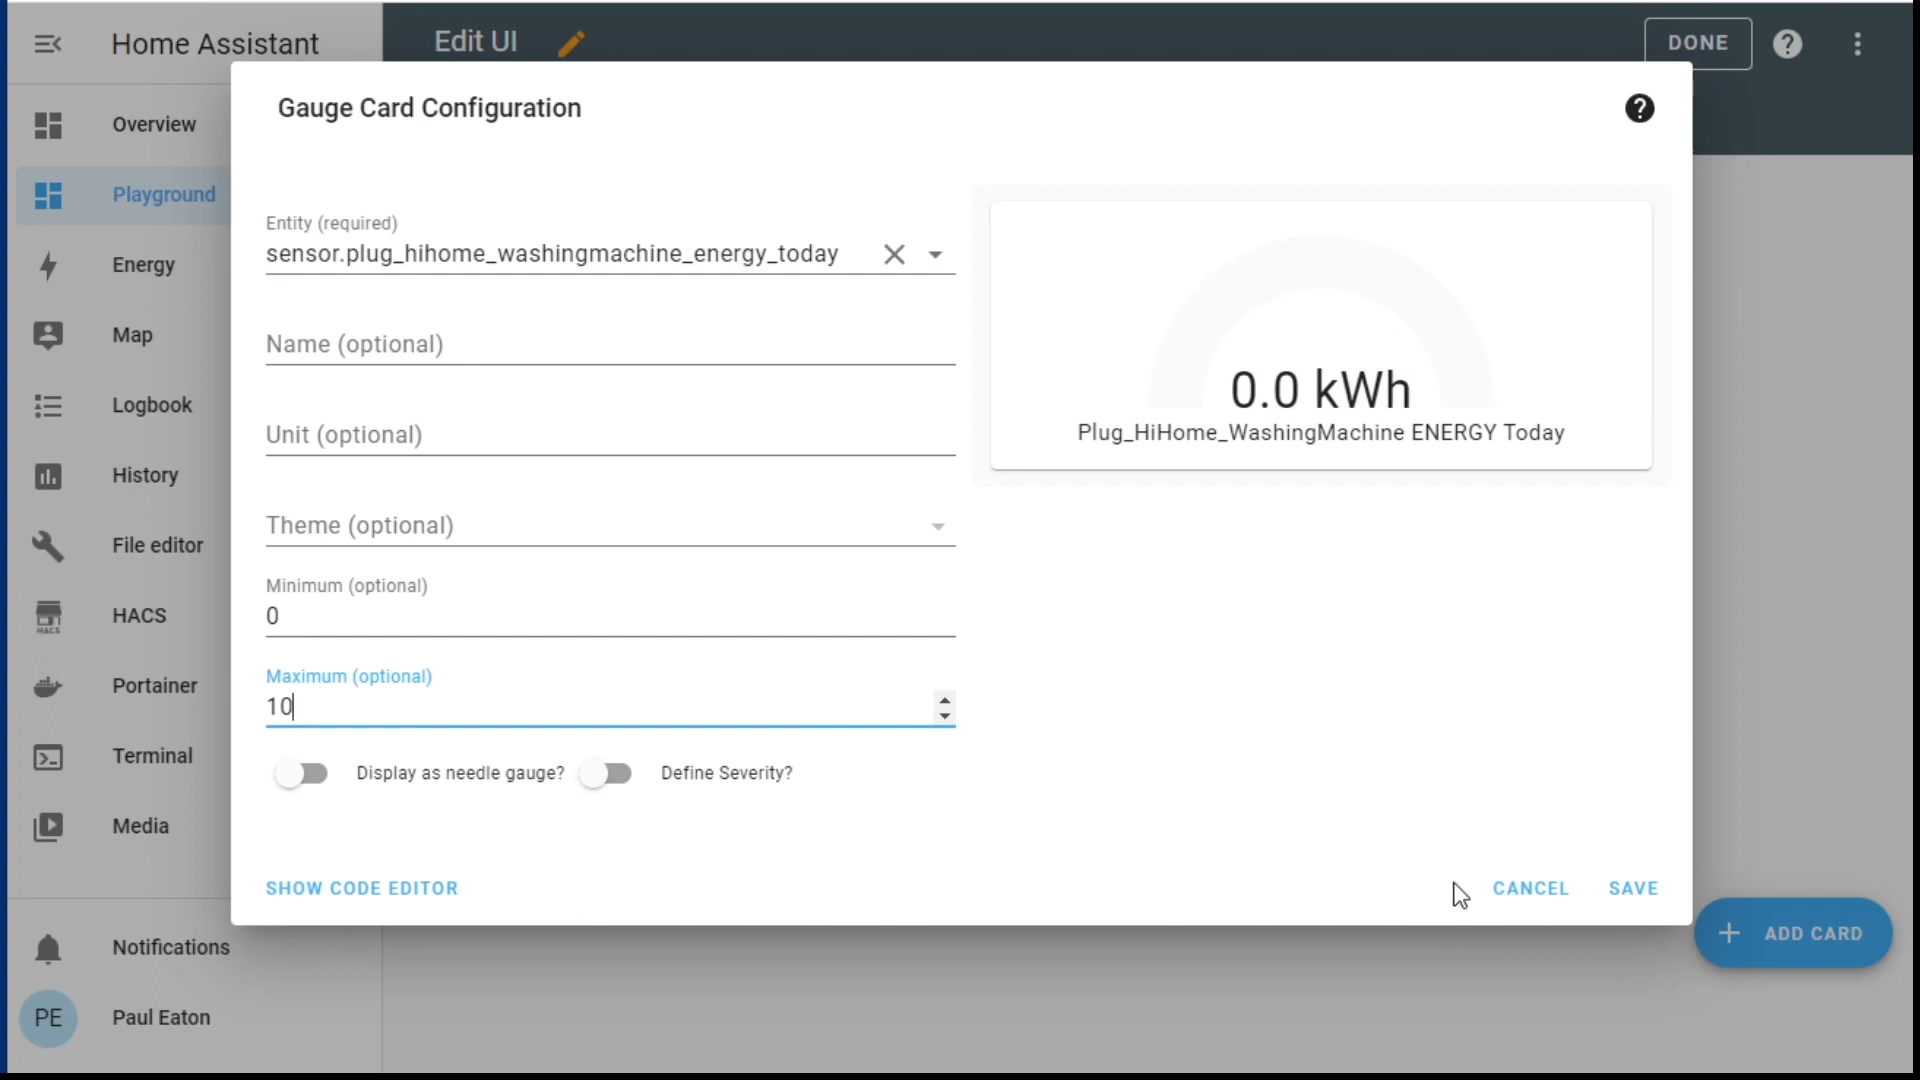 Home Assistant
Edit UI
DONE
Overview
Playground
Energy
Map
Logbook
History
File editor
HACS
HACS
Portainer
Terminal
Media
Notifications
PE
Paul Eaton
Gauge Card Configuration
Entity (required)
sensor.plug_hihome_washingmachine_energy_today
Name (optional)
Unit (optional)
Theme (optional)
Minimum (optional)
0
Maximum (optional)
10
Display as needle gauge?
Define Severity?
0.0 kWh
Plug_HiHome_WashingMachine ENERGY Today
SHOW CODE EDITOR
CANCEL
SAVE
ADD CARD